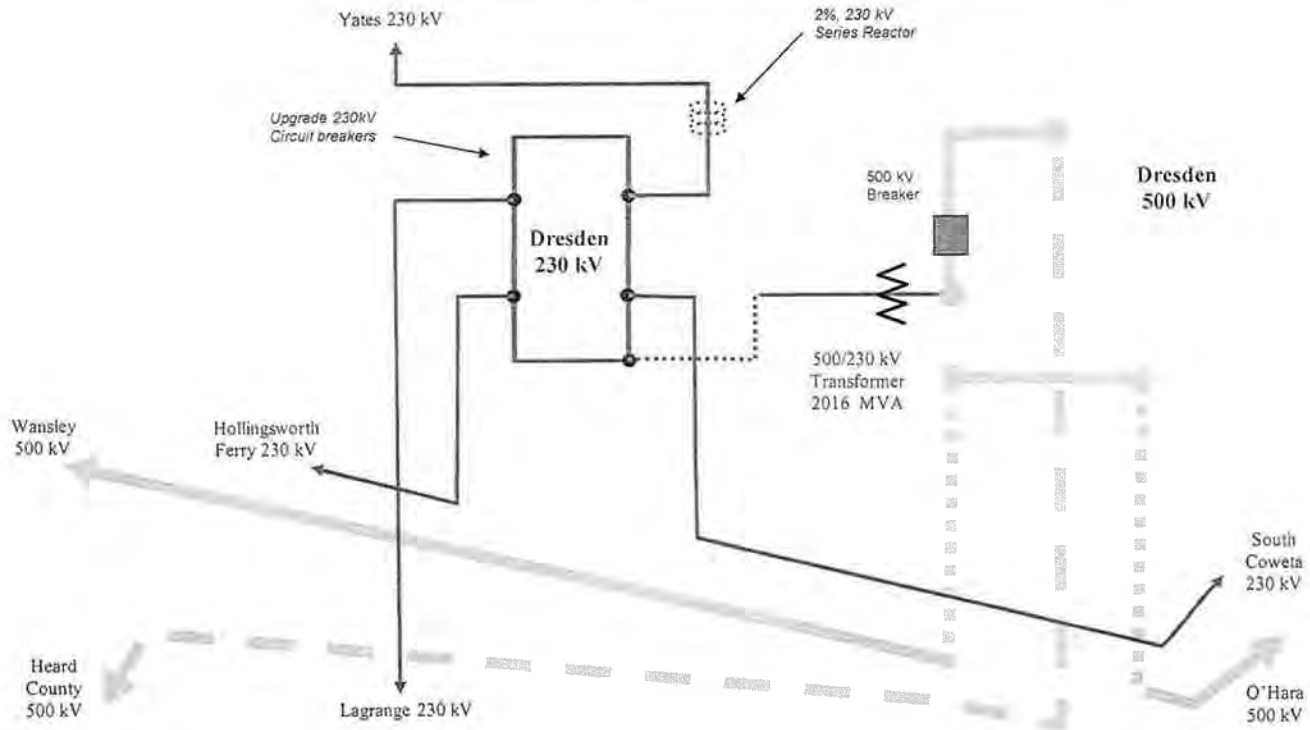 Yates 230 kV
2%, 230 kV
Series Reactor
Upgrade 230kV
Circuit breakers
500 kV
Breaker
Dresden
500 kV
Dresden
230 kV
500/230 kV
Transformer
2016 MVA
Wansley
500 kV
Hollingsworth
Ferry 230 kV
South
Coweta
230 kV
Heard
County
500 kV
Lagrange 230 kV
O'Hara
500 kV